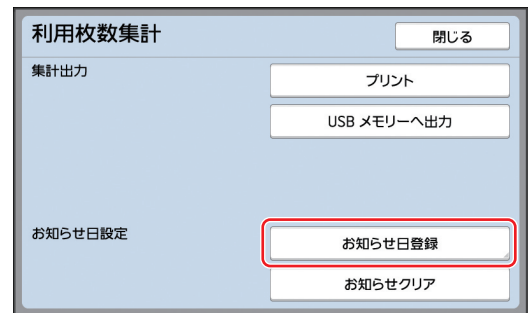 利用枚数集計
閉じる
集計出力
プリント
USB メモリーへ出力
お知らせ日設定
お知らせ日登録
お知らせクリア